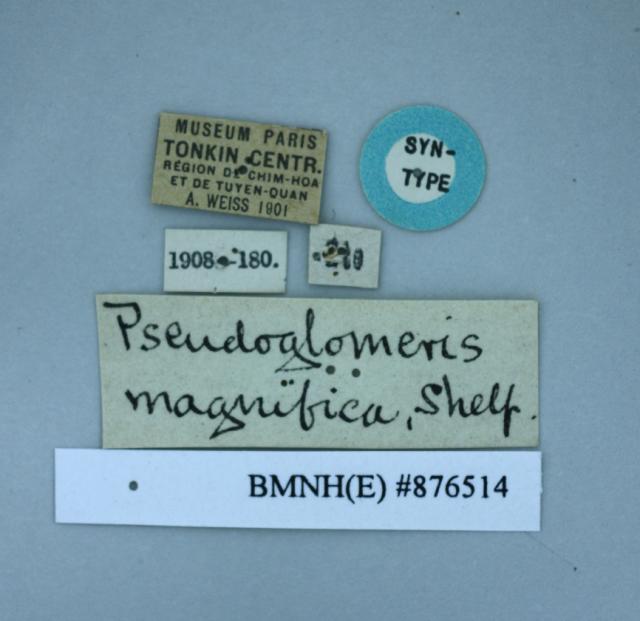 MUSEUM PARIS
TONKIN CENTR.
RÉGION DE CHIM-HOA
ET DE TUYEN-QUAN
A. WEISS 1901
SYN-
TYPE
1908-180.
Pseudoglomeris
magnifica, Shelf.
BMNH(E) #876514